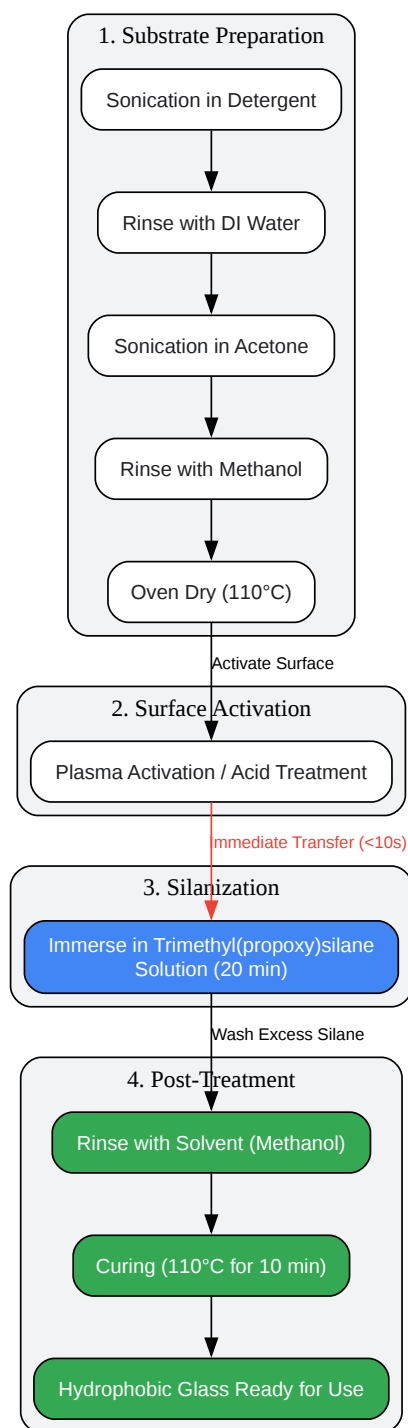 1. Substrate Preparation
Sonication in Detergent
Rinse with DI Water
Sonication in Acetone
Rinse with Methanol
Oven Dry (110°C)
Activate Surface
2. Surface Activation
Plasma Activation / Acid Treatment
Immediate Transfer (<10s)
3. Silanization
Immerse in Trimethyl(propoxy)silane
Solution (20 min)
Wash Excess Silane
4. Post-Treatment
Rinse with Solvent (Methanol)
Curing (110°C for 10 min)
Hydrophobic Glass Ready for Use